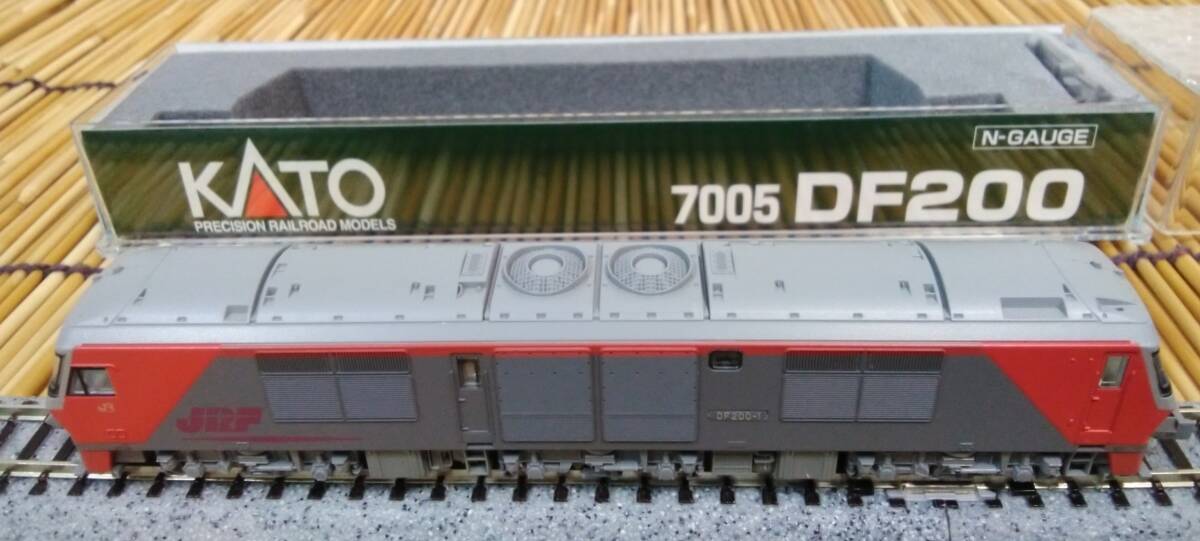 N-GAUGE
KATO
7005 DF200
PRECISION RAILROAD MODELS
JRF
DF200-1